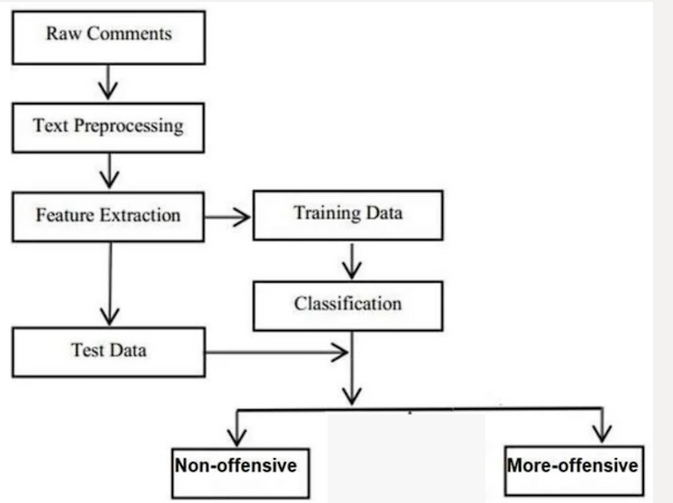 Raw Comments
Text Preprocessing
Feature Extraction
Training Data
Classification
Test Data
Non-offensive
More-offensive